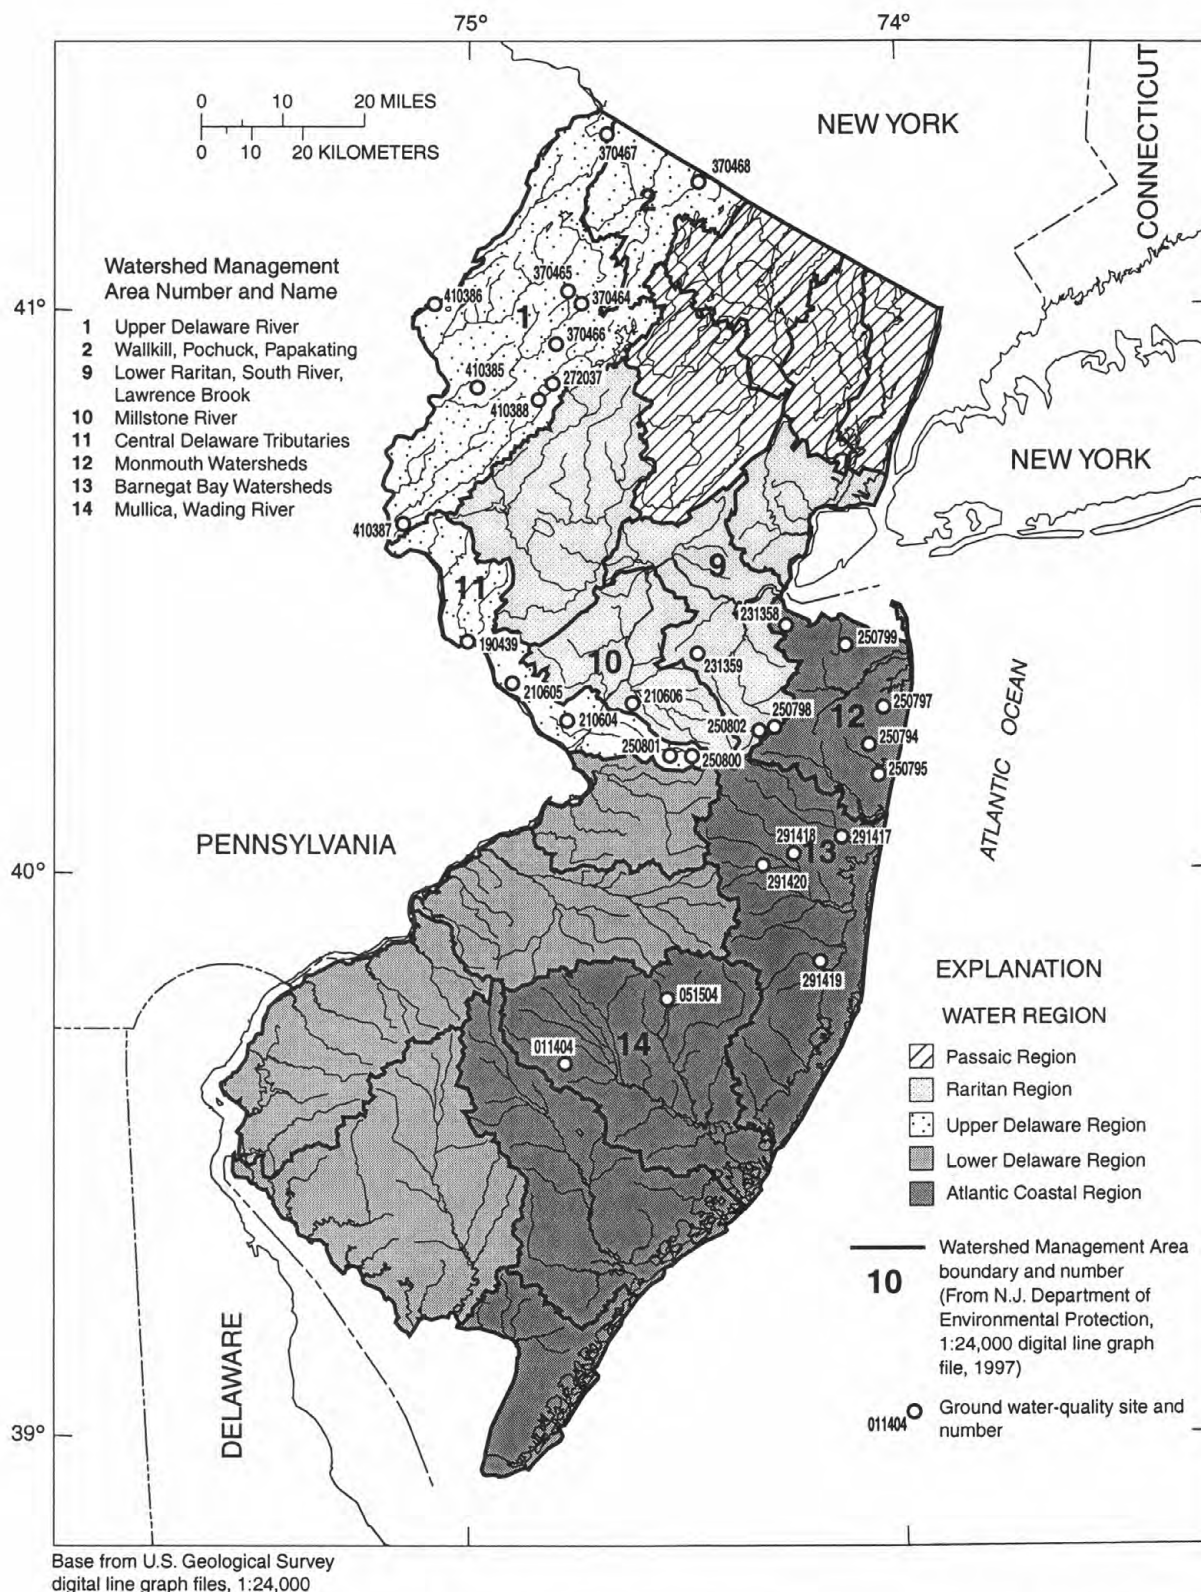 75° 74°
0 10 20 MILES
0 10 20 KILOMETERS
NEW YORK
CONNECTICUT
370467
370468
2
Watershed Management
Area Number and Name
1 Upper Delaware River
2 Wallkill, Pochuck, Papakating
9 Lower Raritan, South River,
Lawrence Brook
10 Millstone River
11 Central Delaware Tributaries
12 Monmouth Watersheds
13 Barnegat Bay Watersheds
14 Mullica, Wading River
370465
410386
370464
41°
1
370466
410385
272037
410388
NEW YORK
410387
9
11
231358
190439
250799
10
231359
210605
210606
250797
210604
250798
12
250802
250794
250801
250800
250795
ATLANTIC OCEAN
PENNSYLVANIA
291418
291417
13
40°
291420
291419
051504
011404
14
EXPLANATION
WATER REGION
Passaic Region
Raritan Region
Upper Delaware Region
Lower Delaware Region
Atlantic Coastal Region
Watershed Management Area
10 boundary and number
(From N.J. Department of
Environmental Protection,
1:24,000 digital line graph
file, 1997)
011404 Ground water-quality site and
number
DELAWARE
39°
Base from U.S. Geological Survey
digital line graph files, 1:24,000